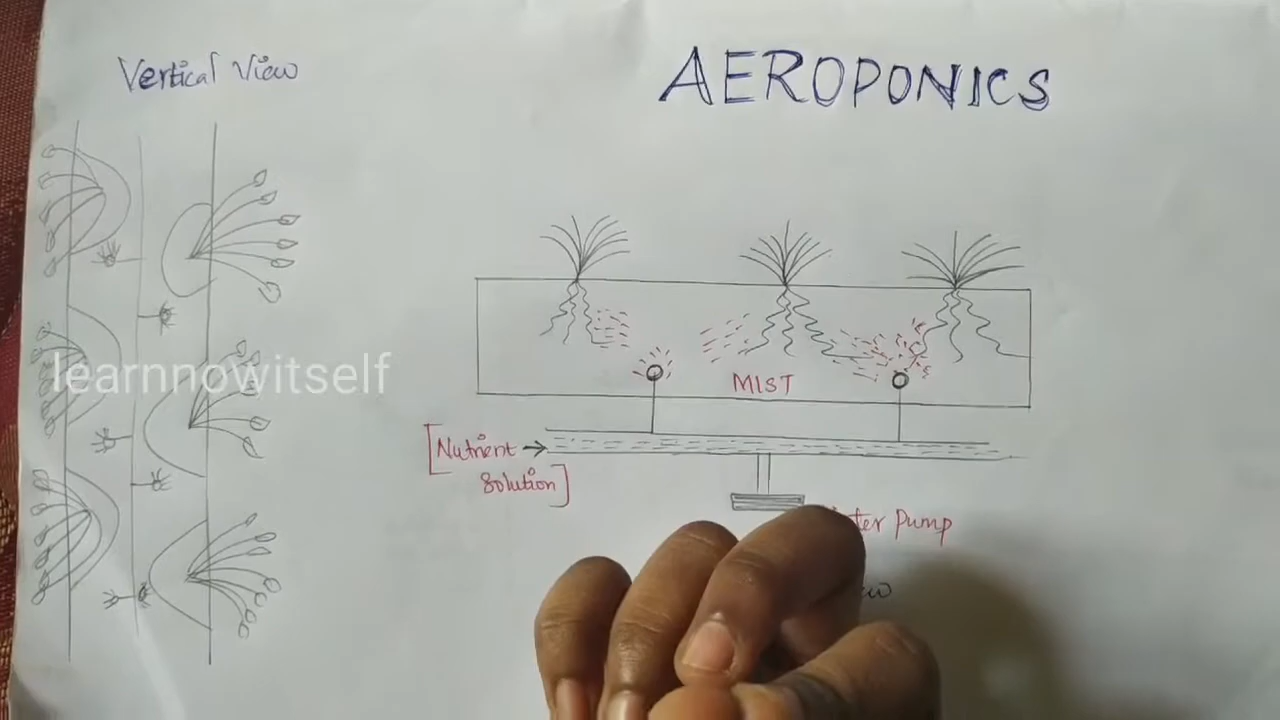 Vertical View
AEROPONICS
learnnowitself
MIST
[Nutrient
Solution]
Pump